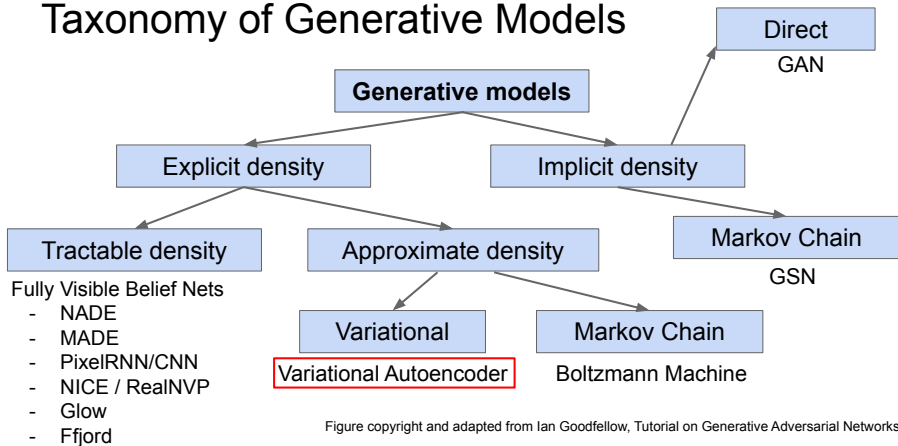 Taxonomy of Generative Models
Direct
GAN
Generative models
Explicit density
Implicit density
Tractable density
Approximate density
Markov Chain
GSN
Fully Visible Belief Nets
- NADE
- MADE
- PixelRNN/CNN
- NICE / RealNVP
- Glow
- Ffjord
Variational
Markov Chain
Variational Autoencoder
Boltzmann Machine
Figure copyright and adapted from Ian Goodfellow, Tutorial on Generative Adversarial Networks